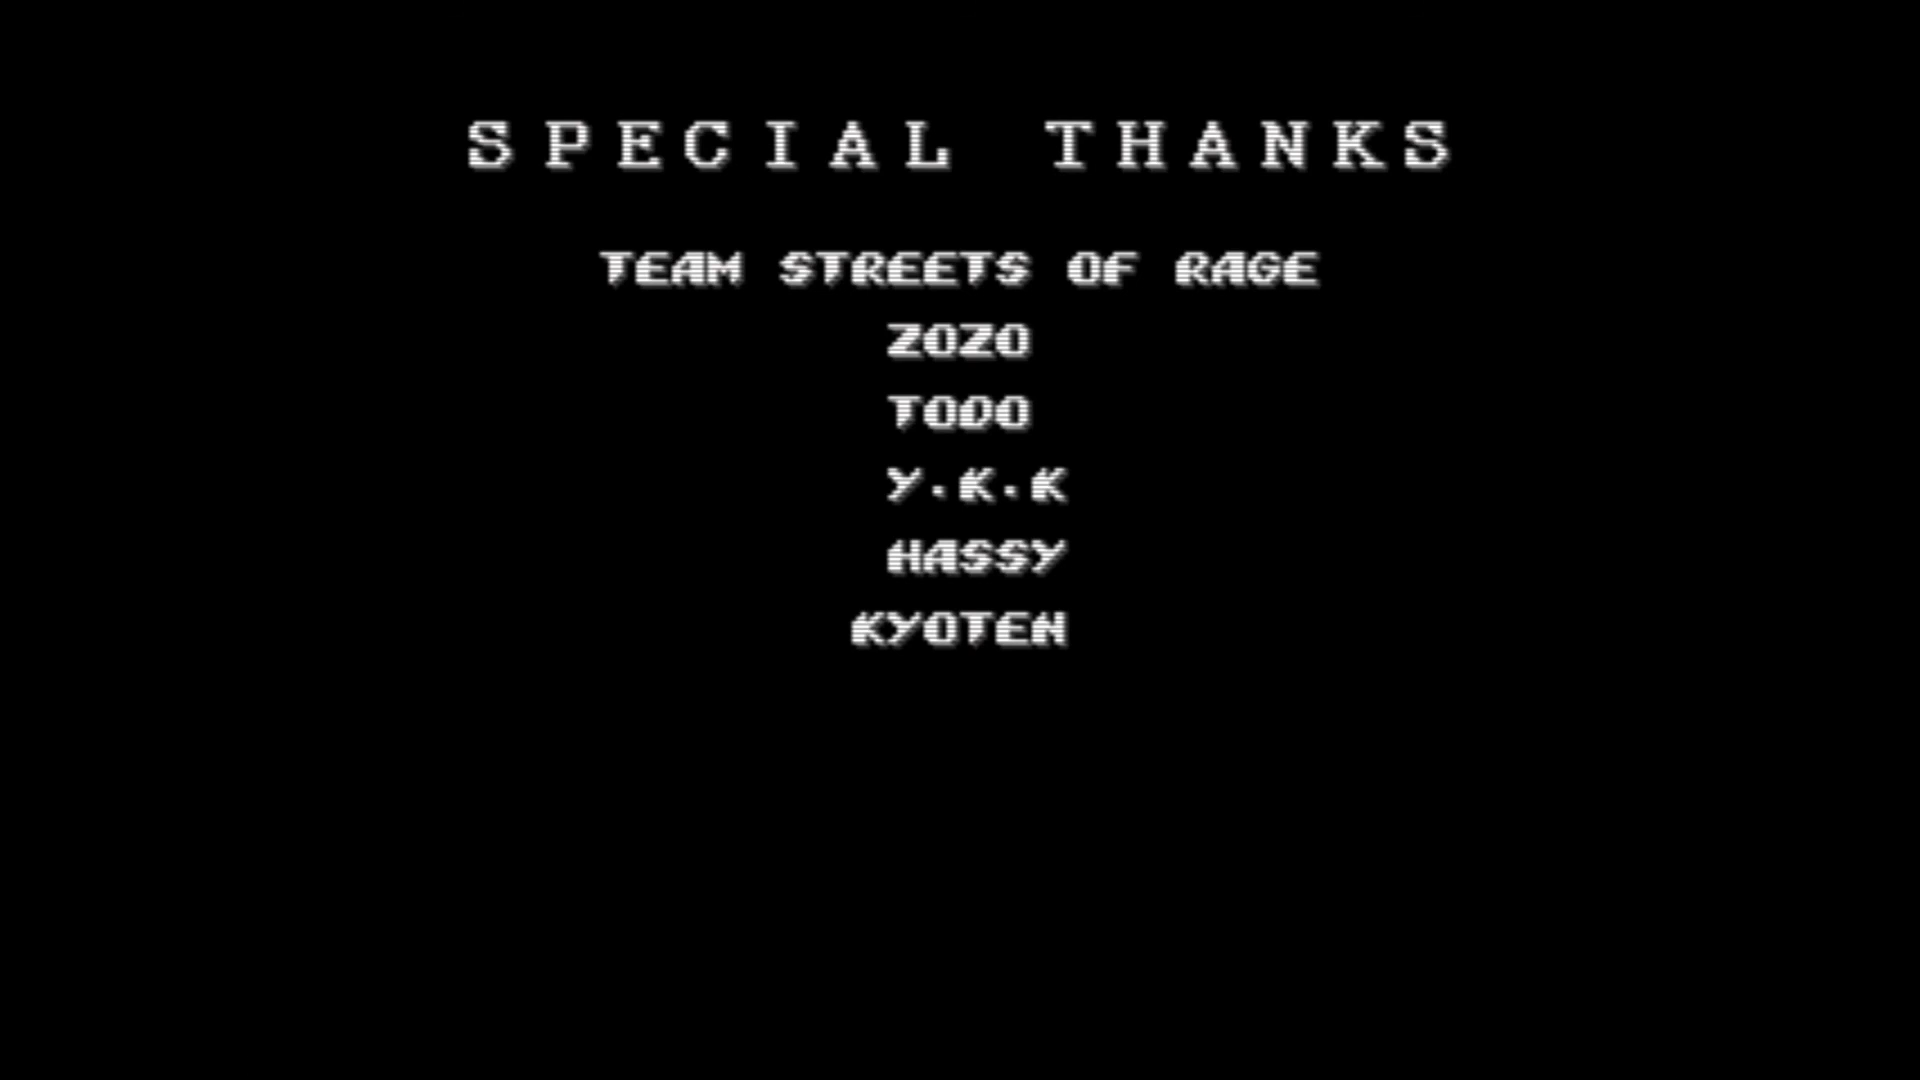 SPECIAL THANKS
TEAM STREETS OF RAGE
ZOZO
TODO
Y.K.K
HASSY
KYOTEN